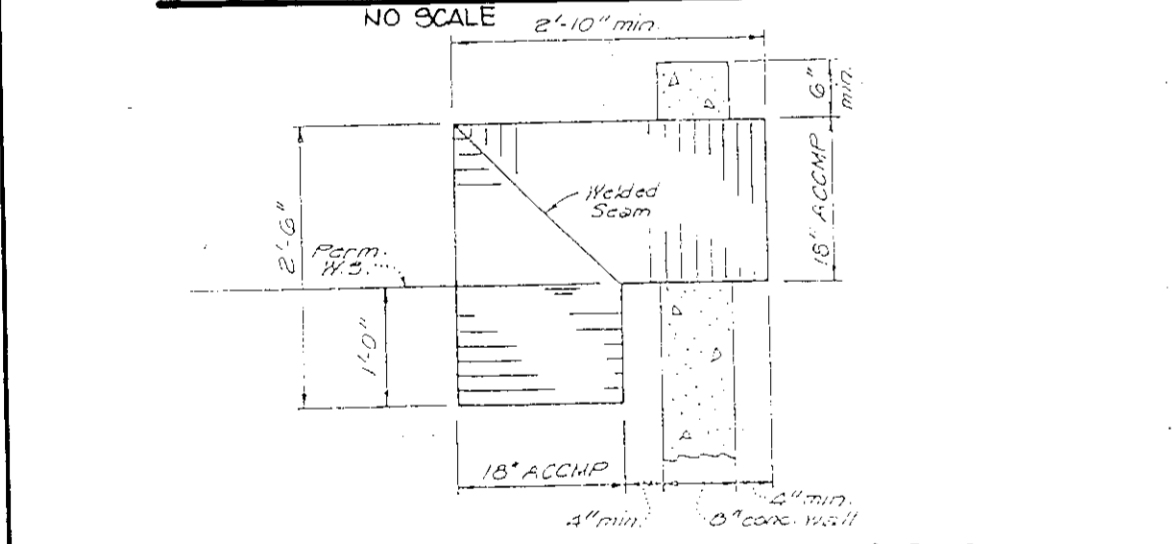 NO SCALE
2'-10" min.
6"
min.
18" ACCMP
Welded
Seam
2'-6"
Perm.
W.S.
1'-0"
18" ACCMP
4" min.
8" conc. wall
4" min.